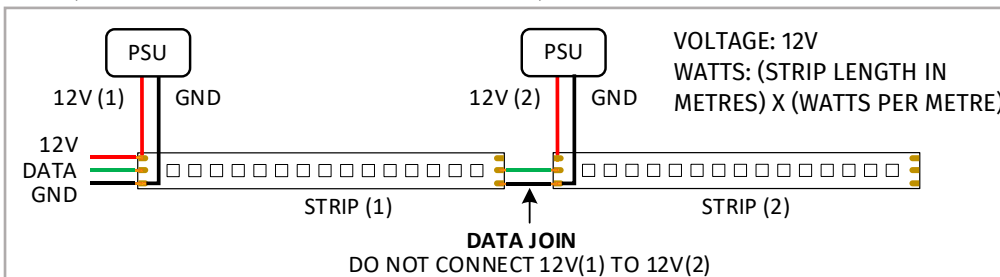 PSU
PSU
VOLTAGE: 12V
WATTS: (STRIP LENGTH IN
METRES) X (WATTS PER METRE)
12V (1)
GND
12V (2)
GND
12V
DATA
GND
STRIP (1)
STRIP (2)
DATA JOIN
DO NOT CONNECT 12V(1) TO 12V(2)